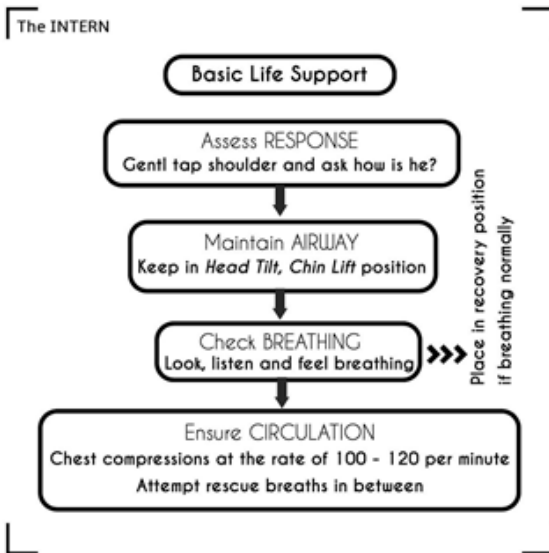 The INTERN
Basic Life Support
Assess RESPONSE
Gentl tap shoulder and ask how is he?
Maintain AIRWAY
Keep in Head Tilt, Chin Lift position
Check BREATHING
Look, listen and feel breathing
Place in recovery position
if breathing normally
Ensure CIRCULATION
Chest compressions at the rate of 100 - 120 per minute
Attempt rescue breaths in between